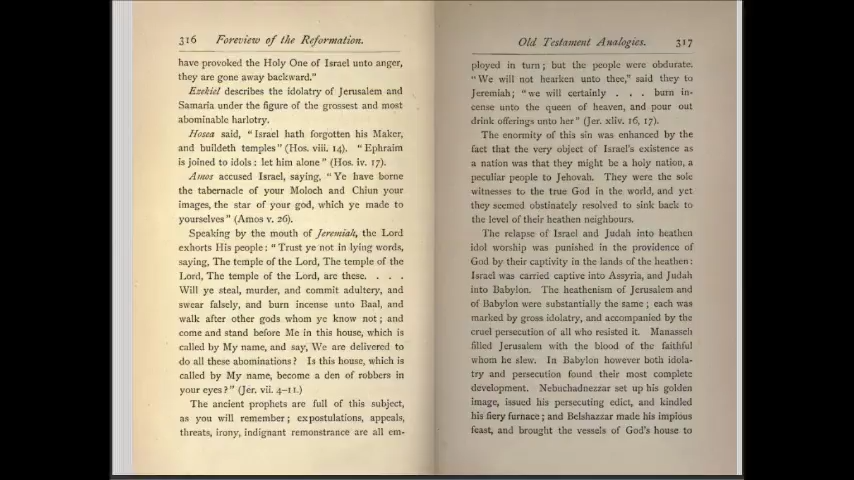 316 Foreview of the Reformation.
have provoked the Holy One of Israel unto anger,
they are gone away backward."
Ezekiel describes the idolatry of Jerusalem and
Samaria under the figure of the grossest and most
abominable harlotry.
Hosea said, "Israel hath forgotten his Maker,
and buildeth temples" (Hos. viii. 14). "Ephraim
is joined to idols: let him alone" (Hos. iv. 17).
Amos accused Israel, saying, "Ye have borne
the tabernacle of your Moloch and Chiun your
images, the star of your god, which ye made to
yourselves" (Amos v. 26).
Speaking by the mouth of Jeremiah, the Lord
exhorts His people: "Trust ye not in lying words,
saying, The temple of the Lord, The temple of the
Lord, The temple of the Lord, are these. . . .
Will ye steal, murder, and commit adultery, and
swear falsely, and burn incense unto Baal, and
walk after other gods whom ye know not; and
come and stand before Me in this house, which is
called by My name, and say, We are delivered to
do all these abominations? Is this house, which is
called by My name, become a den of robbers in
your eyes?" (Jer. vii. 4-11.)
The ancient prophets are full of this subject,
as you will remember; expostulations, appeals,
threats, irony, indignant remonstrance are all em-
Old Testament Analogies. 317
ployed in turn; but the people were obdurate.
"We will not hearken unto thee," said they to
Jeremiah; "we will certainly . . . burn in-
cense unto the queen of heaven, and pour out
drink offerings unto her" (Jer. xliv. 16, 17).
The enormity of this sin was enhanced by the
fact that the very object of Israel's existence as
a nation was that they might be a holy nation, a
peculiar people to Jehovah. They were the sole
witnesses to the true God in the world, and yet
they seemed obstinately resolved to sink back to
the level of their heathen neighbours.
The relapse of Israel and Judah into heathen
idol worship was punished in the providence of
God by their captivity in the lands of the heathen:
Israel was carried captive into Assyria, and Judah
into Babylon. The heathenism of Jerusalem and
of Babylon were substantially the same; each was
marked by gross idolatry, and accompanied by the
cruel persecution of all who resisted it. Manasseh
filled Jerusalem with the blood of the faithful
whom he slew. In Babylon however both idola-
try and persecution found their most complete
development. Nebuchadnezzar set up his golden
image, issued his persecuting edict, and kindled
his fiery furnace; and Belshazzar made his impious
feast, and brought the vessels of God's house to